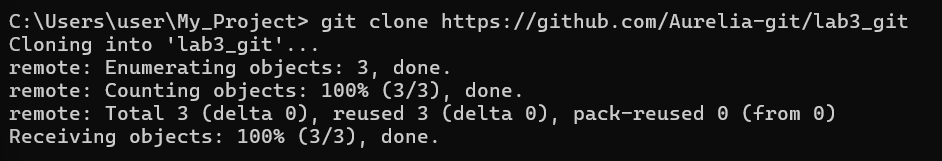 C:\Users\user\My_Project> git clone https://github.com/Aurelia-git/lab3_git
Cloning into 'lab3_git'...
remote: Enumerating objects: 3, done.
remote: Counting objects: 100% (3/3), done.
remote: Total 3 (delta 0), reused 3 (delta 0), pack-reused 0 (from 0)
Receiving objects: 100% (3/3), done.